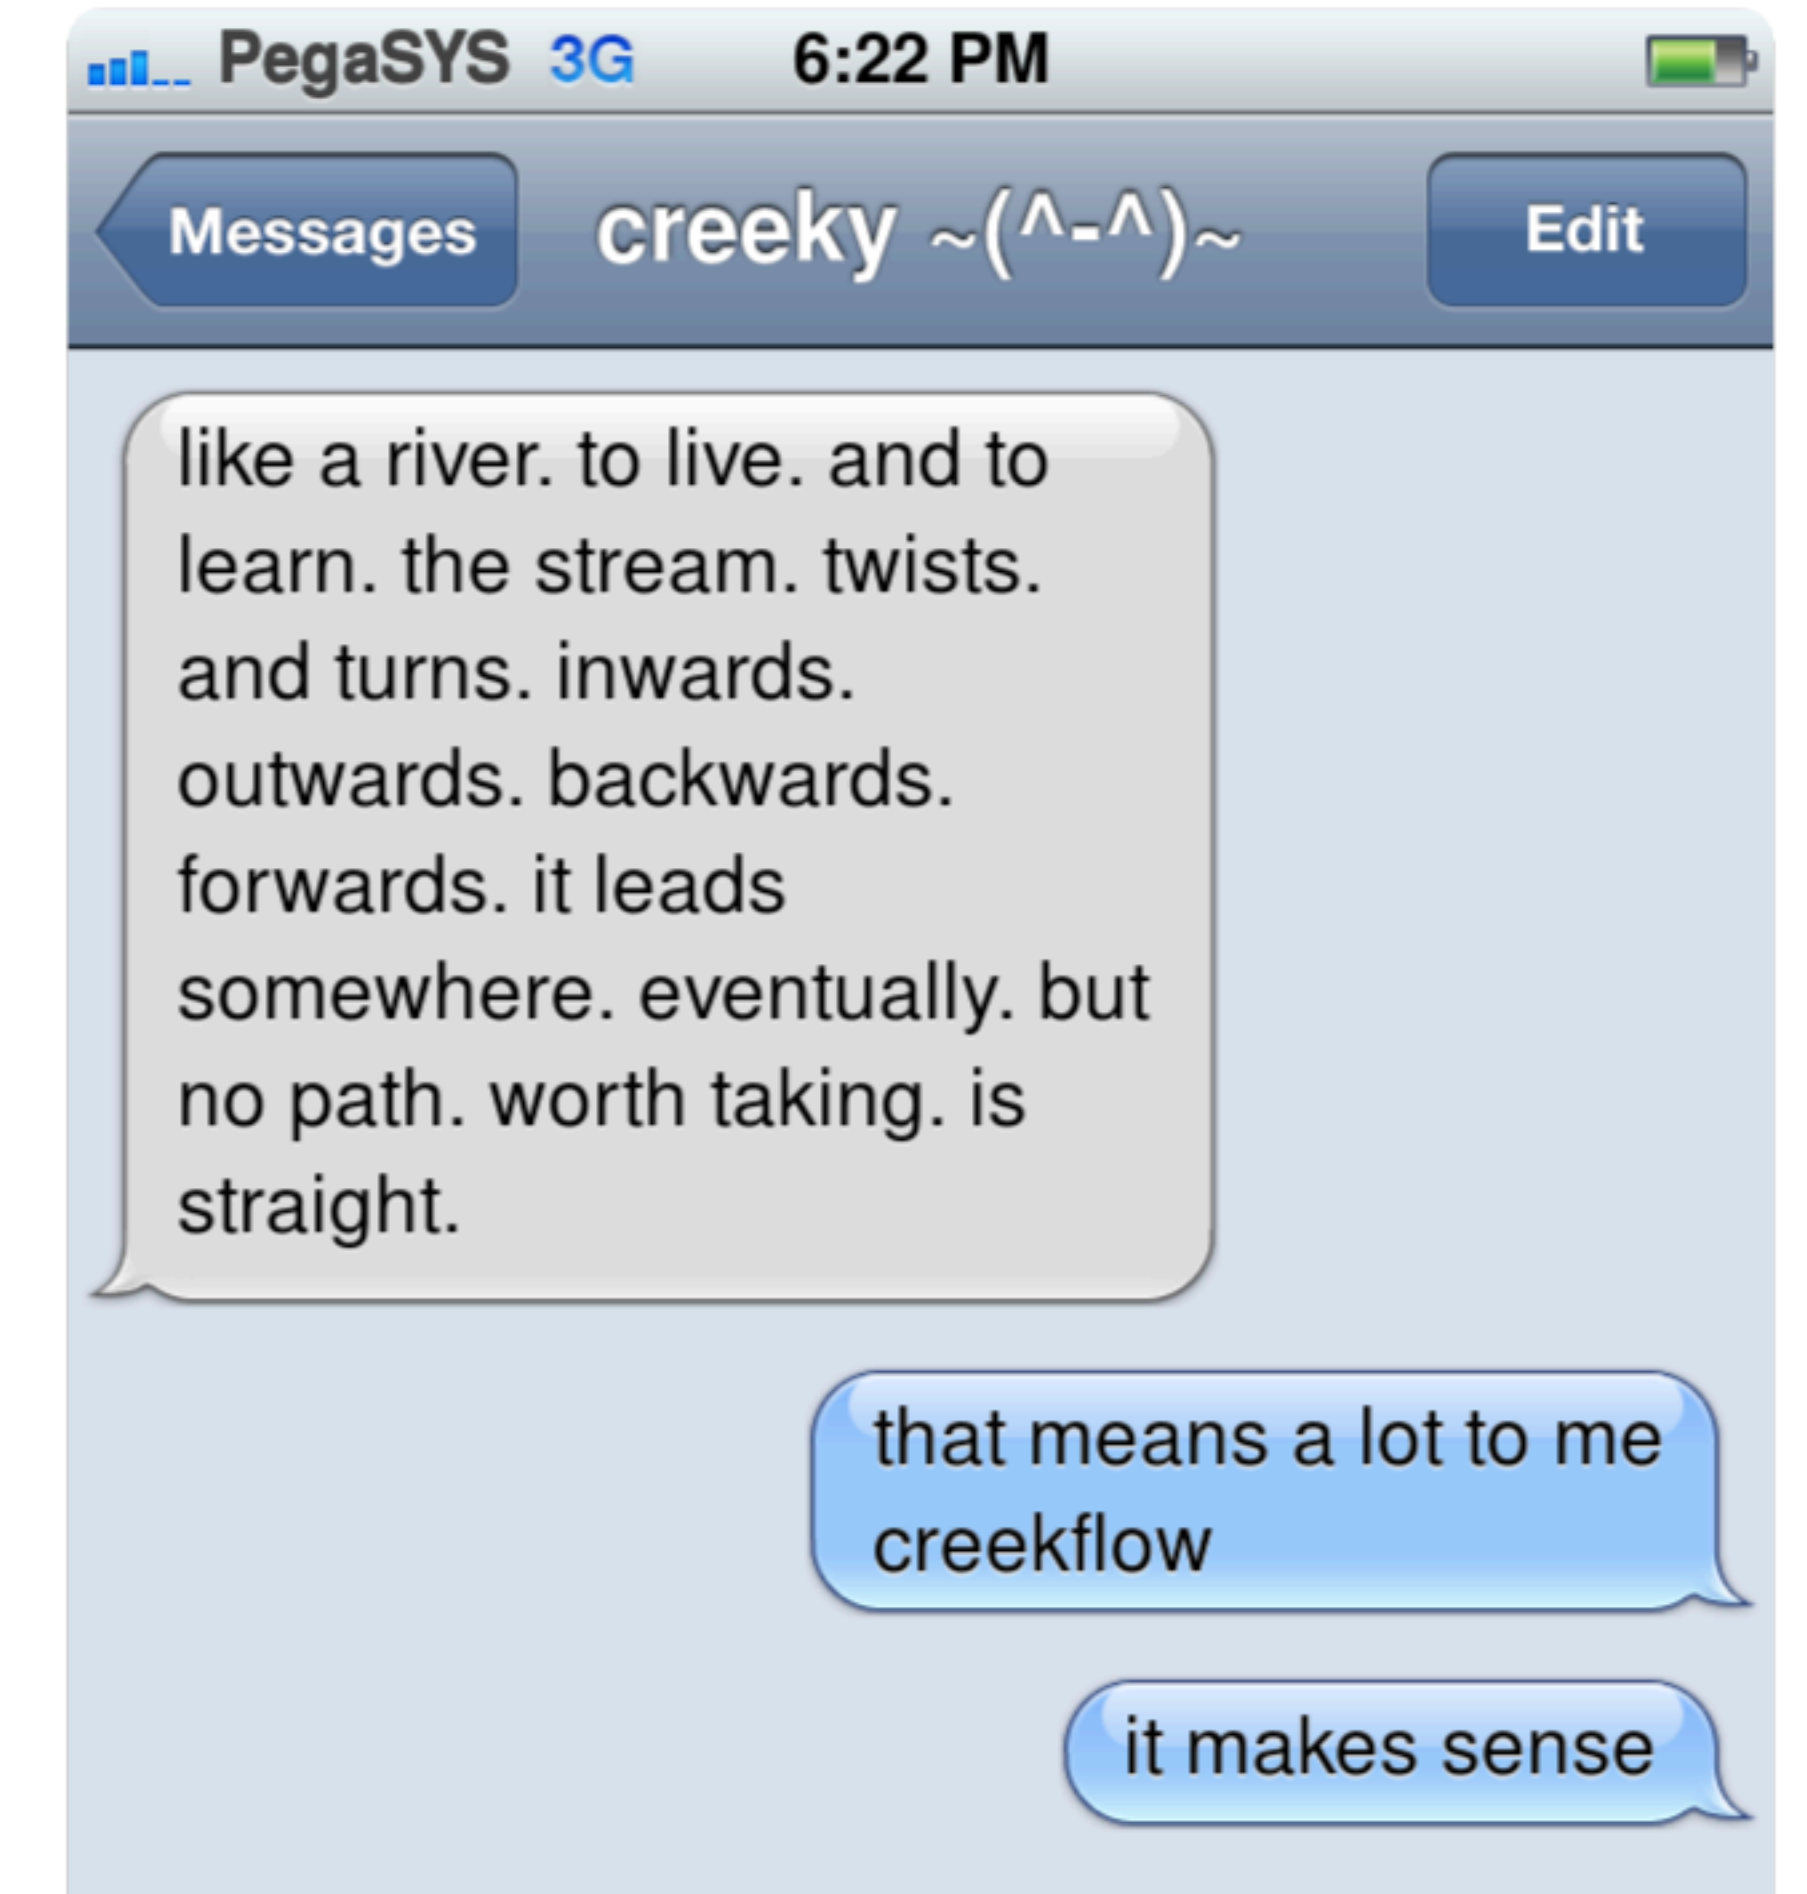 PegaSYS 3G 6:22 PM
Messages creeky ~(^-^)~ Edit
like a river. to live. and to
learn. the stream. twists.
and turns. inwards.
outwards. backwards.
forwards. it leads
somewhere. eventually. but
no path. worth taking. is
straight.
that means a lot to me
creekflow
it makes sense